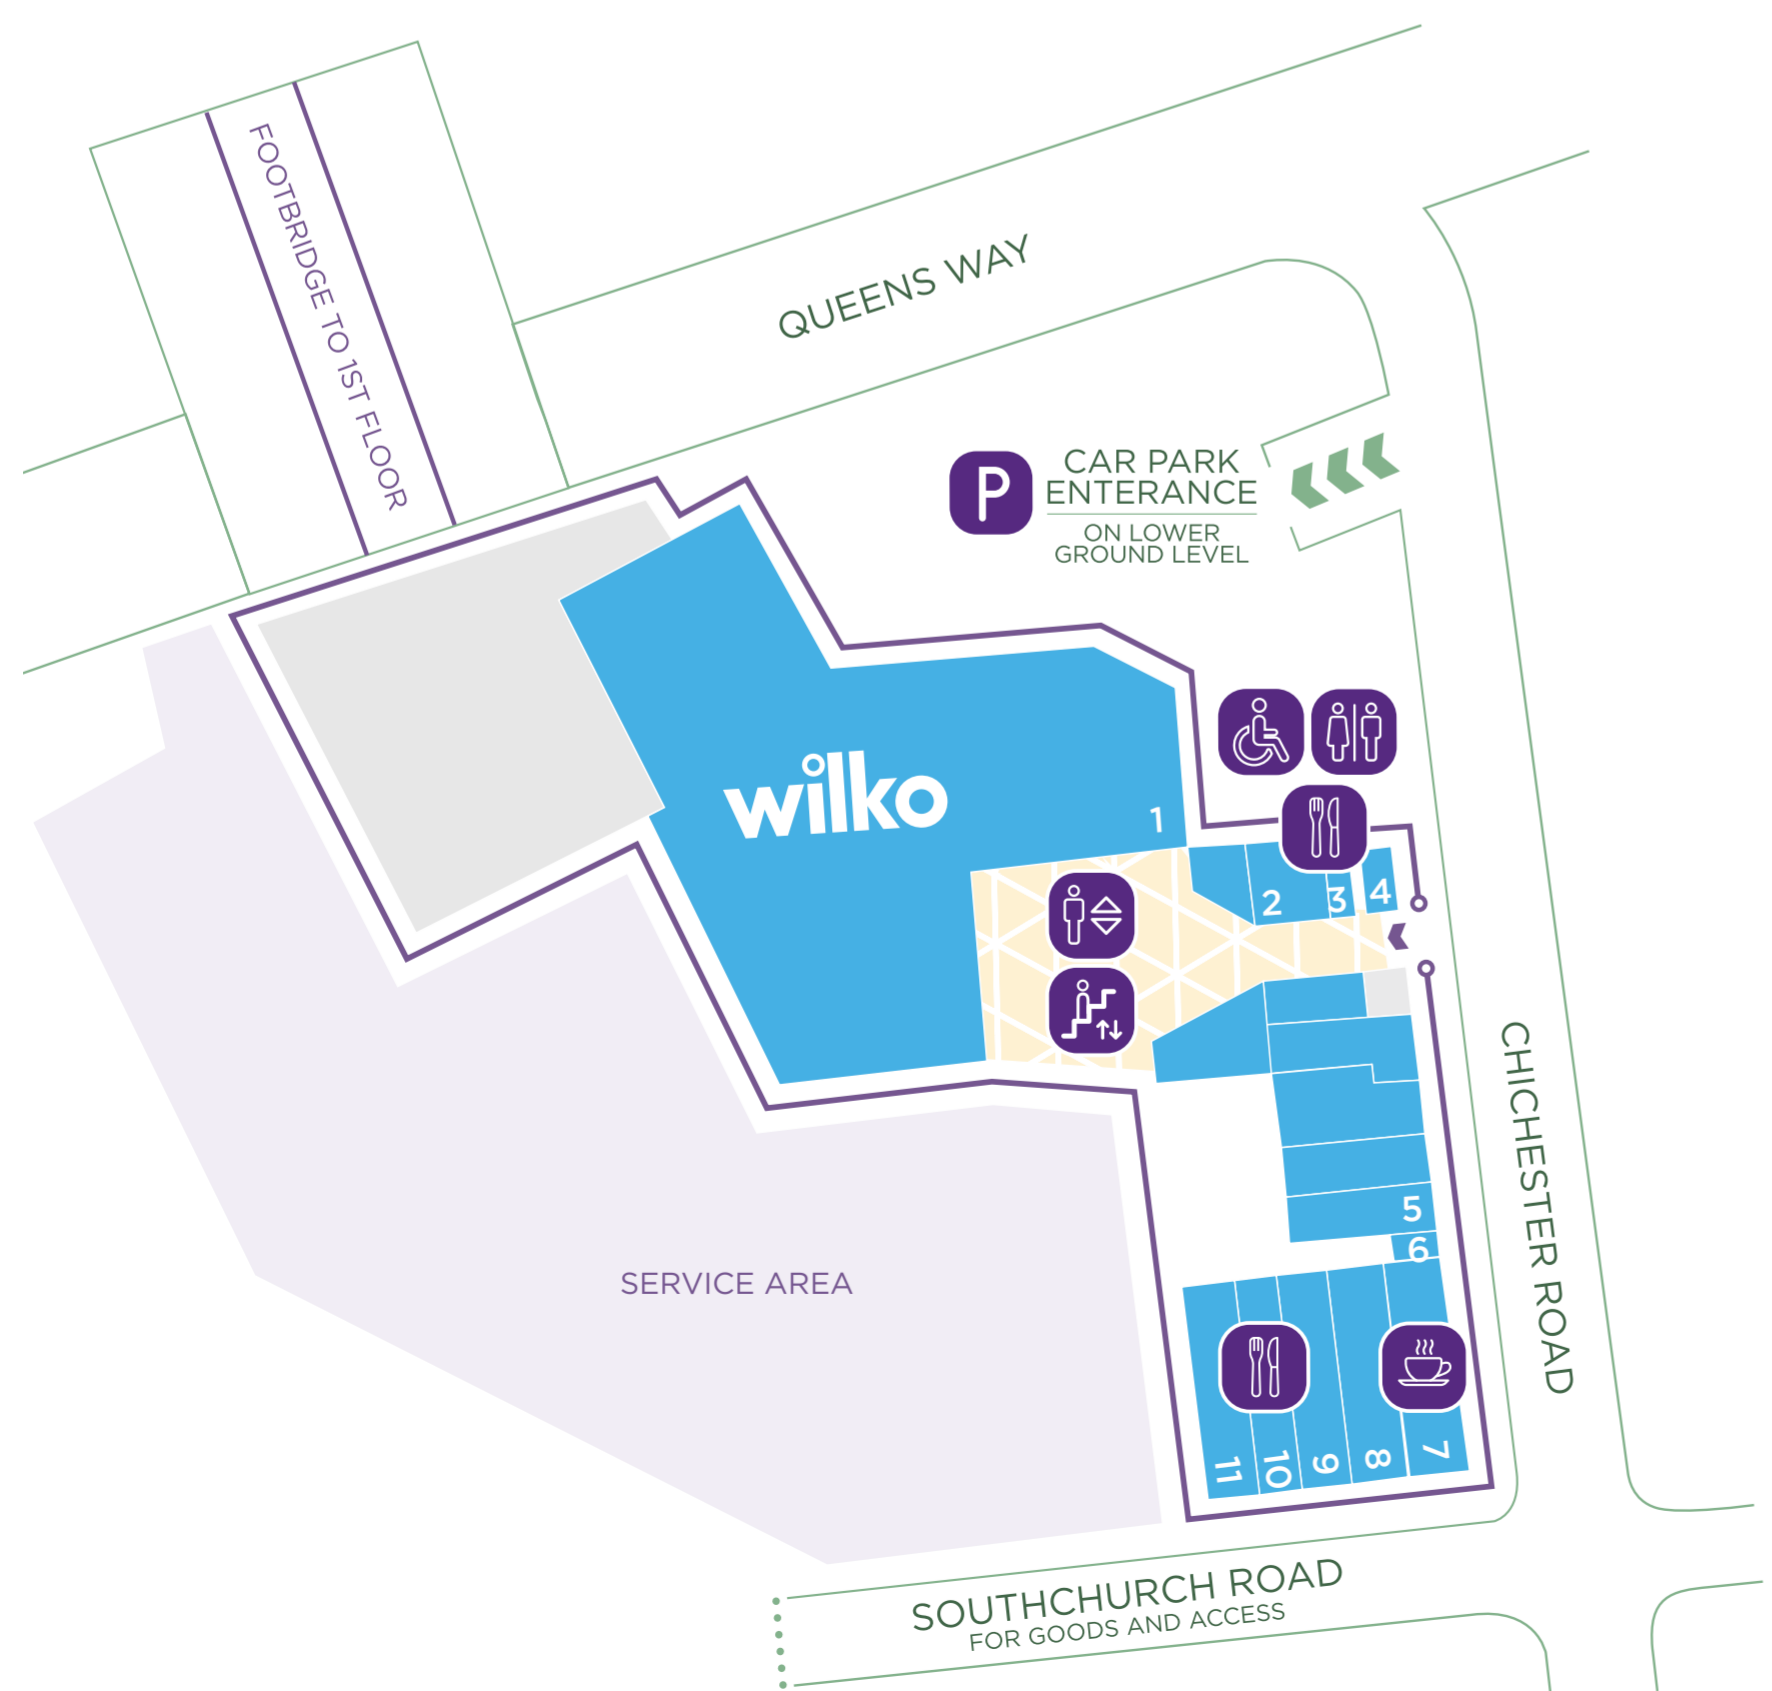 FOOTBRIDGE TO 1ST FLOOR
QUEENS WAY
P
CAR PARK
ENTERANCE
ON LOWER
GROUND LEVEL
wilko
1
2
3
4
5
6
7
8
9
10
11
CHICHESTER ROAD
SERVICE AREA
SOUTHCHURCH ROAD
FOR GOODS AND ACCESS